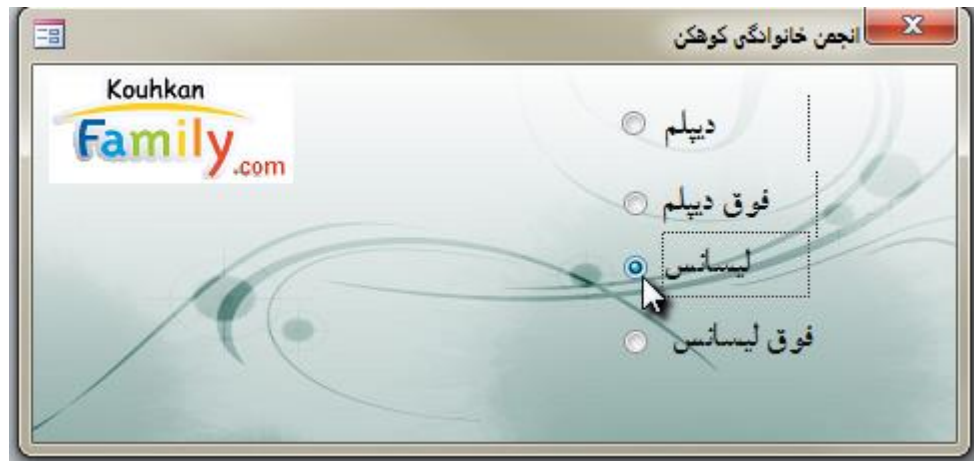 انجمن خانوادگی کوهکن
Kouhkan
Family.com
دیپلم
فوق دیپلم
لیسانس
فوق لیسانس